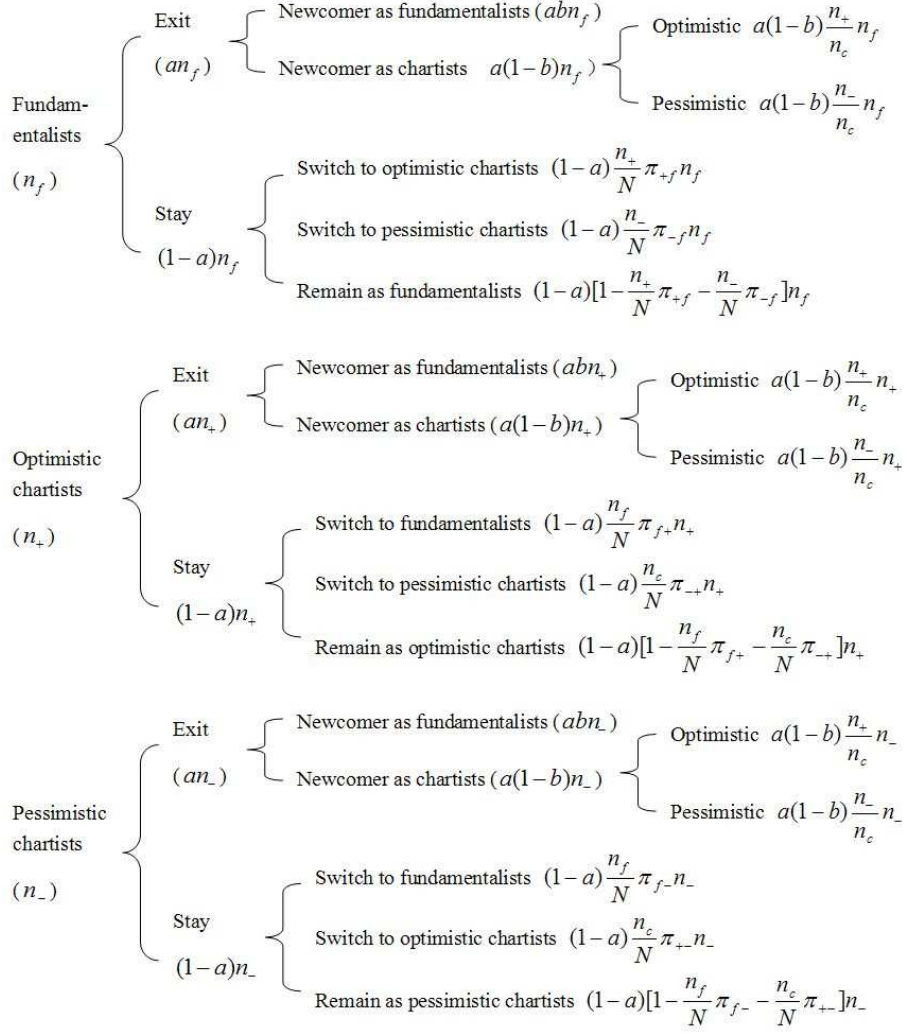 Fundam-
entalists
(n_f)
Exit
(an_f)
Newcomer as fundamentalists (abn_f)
Newcomer as chartists a(1−b)n_f)
Optimistic a(1−b) n_+/n_c n_f
Pessimistic a(1−b) n_−/n_c n_f
Stay
(1−a)n_f
Switch to optimistic chartists (1−a) n_+/N π_{+f} n_f
Switch to pessimistic chartists (1−a) n_−/N π_{−f} n_f
Remain as fundamentalists (1−a)[1− n_+/N π_{+f} − n_−/N π_{−f}]n_f
Optimistic
chartists
(n_+)
Exit
(an_+)
Newcomer as fundamentalists (abn_+)
Newcomer as chartists (a(1−b)n_+)
Optimistic a(1−b) n_+/n_c n_+
Pessimistic a(1−b) n_−/n_c n_+
Stay
(1−a)n_+
Switch to fundamentalists (1−a) n_f/N π_{f+} n_+
Switch to pessimistic chartists (1−a) n_c/N π_{−+} n_+
Remain as optimistic chartists (1−a)[1− n_f/N π_{f+} − n_c/N π_{−+}]n_+
Pessimistic
chartists
(n_−)
Exit
(an_−)
Newcomer as fundamentalists (abn_−)
Newcomer as chartists (a(1−b)n_−)
Optimistic a(1−b) n_+/n_c n_−
Pessimistic a(1−b) n_−/n_c n_−
Stay
(1−a)n_−
Switch to fundamentalists (1−a) n_f/N π_{f−} n_−
Switch to optimistic chartists (1−a) n_c/N π_{+−} n_−
Remain as pessimistic chartists (1−a)[1− n_f/N π_{f−} − n_c/N π_{+−}]n_−